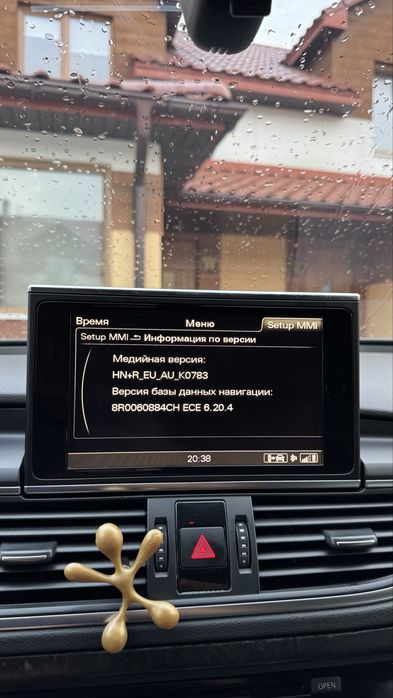 Время Меню Setup MMI
Setup MMI Информация по версии
Медийная версия:
HN+R_EU_AU_K0783
Версия базы данных навигации:
8R0060884CH ECE 6.20.4
20:38
OPEN